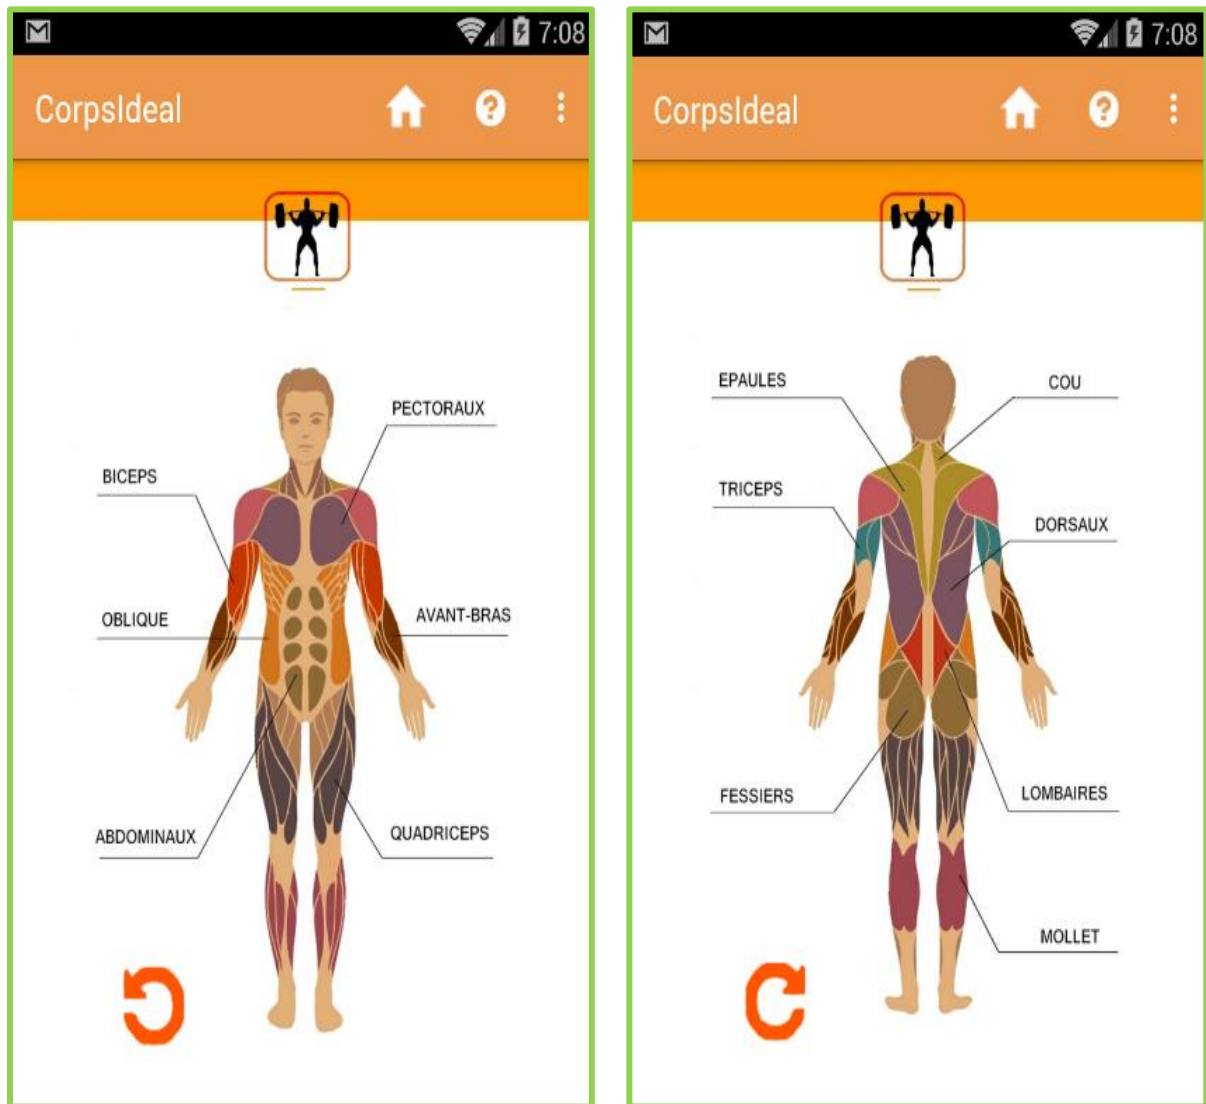 7:08
CorpsIdeal
PECTORAUX
BICEPS
OBLIQUE
AVANT-BRAS
ABDOMINAUX
QUADRICEPS
7:08
CorpsIdeal
EPAULES
COU
TRICEPS
DORSAUX
FESSIERS
LOMBAIRES
MOLLET